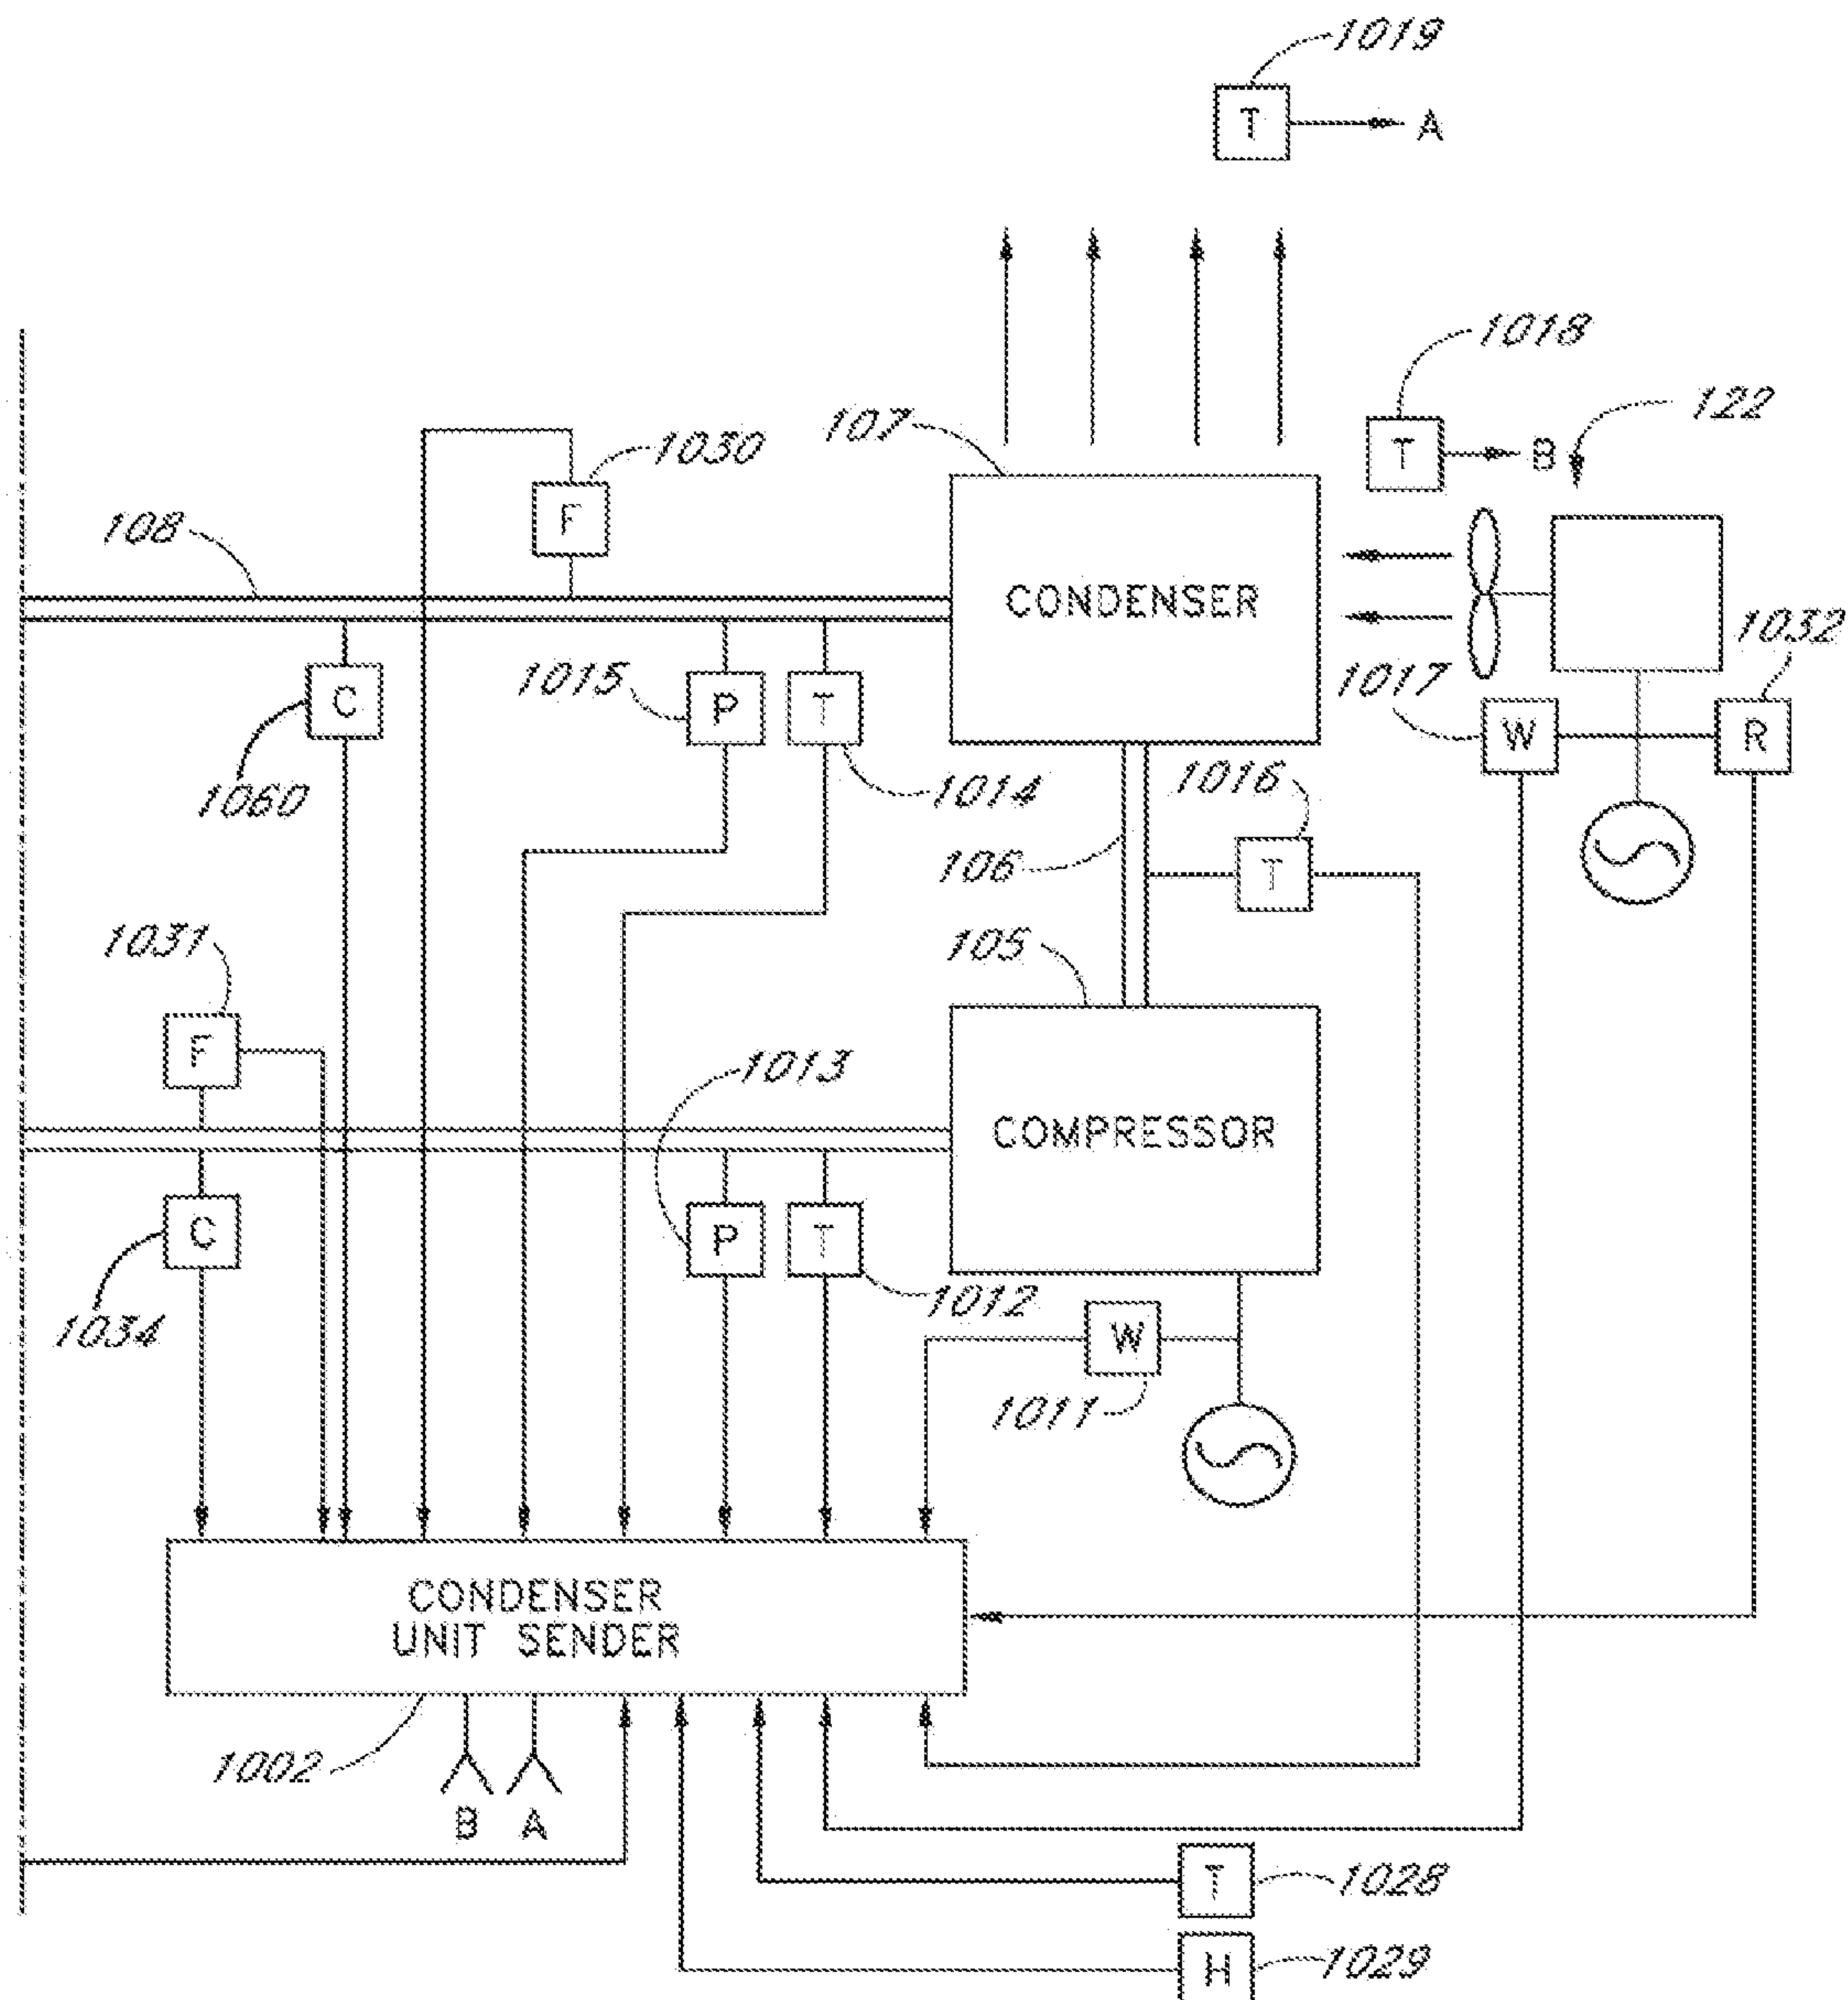 1019
T
A
1018
122
107
1030
T
B
F
108
CONDENSER
1032
1015
1017
C
P
T
W
R
1060
1014
1016
106
T
1031
105
F
1013
COMPRESSOR
C
P
T
1012
1034
W
1011
CONDENSER
UNIT SENDER
1002
B
A
T
1028
H
1029